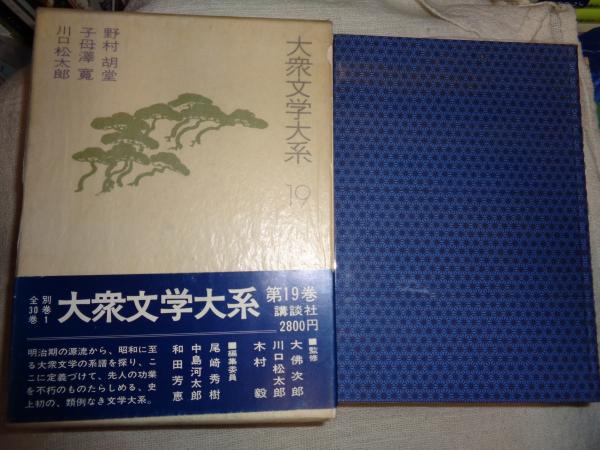 大衆文学大系 19
野村 胡堂
子母澤 寛
川口松太郎
全30巻
別巻1
大衆文学大系
第19巻
講談社
2800円
明治期の源流から、昭和に至
る大衆文学の系譜を探り、こ
こに定義づけて、先人の功業
を不朽のものたらしめる、史
上初の、類例なき文学大系。
■監修
大佛次郎
川口松太郎
木村 毅
■編集委員
尾崎秀樹
中島河太郎
和田芳恵